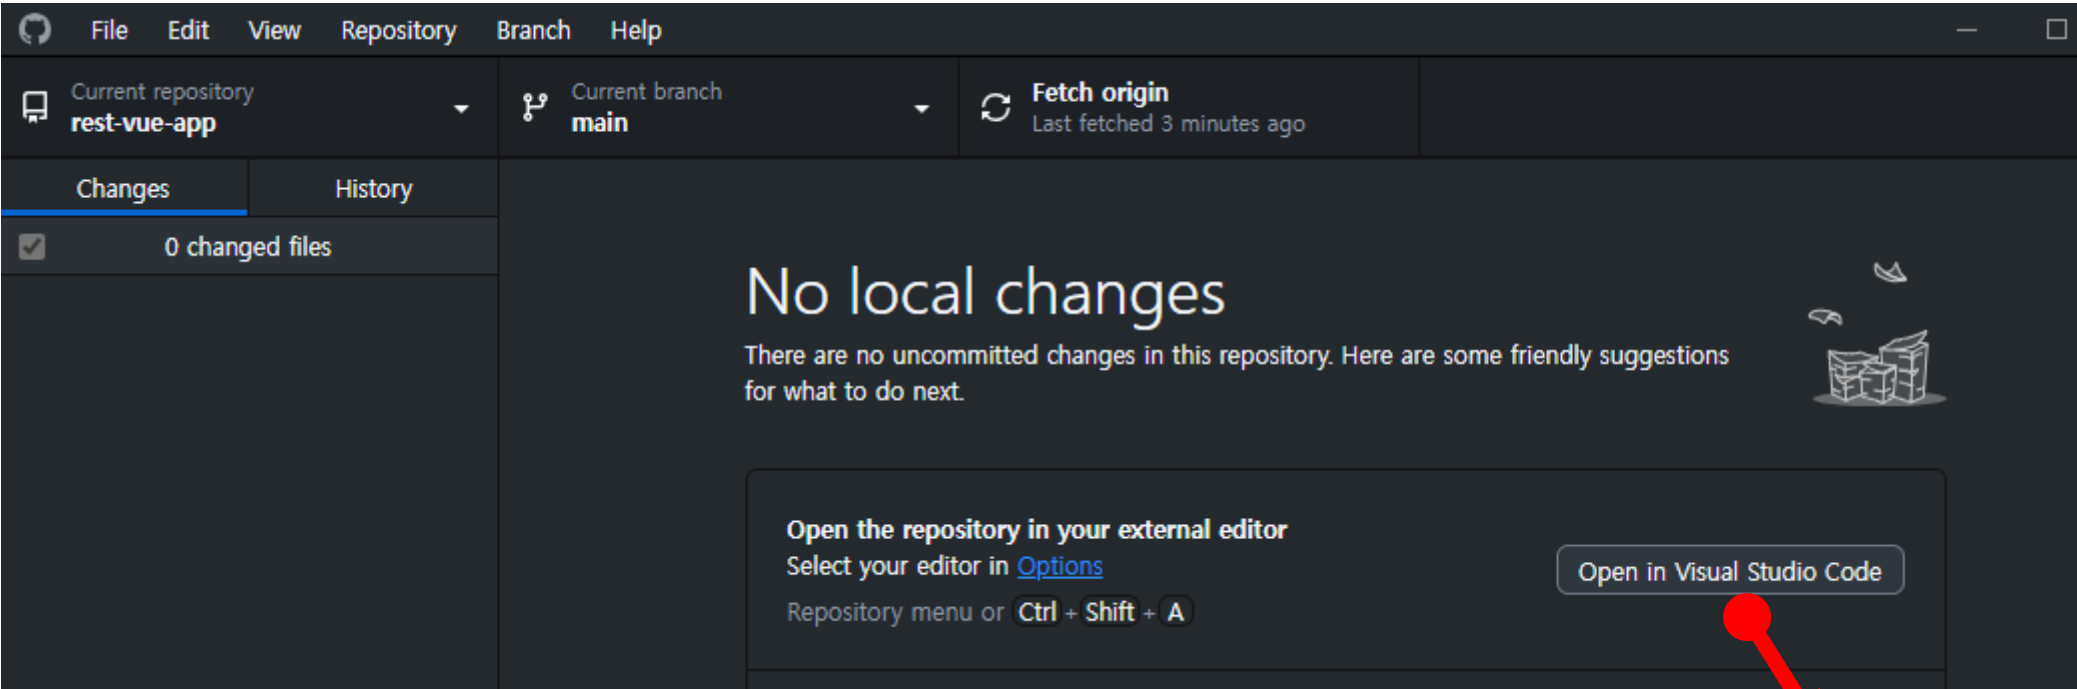 File Edit View Repository Branch Help
Current repository
rest-vue-app
Current branch
main
Fetch origin
Last fetched 3 minutes ago
Changes History
0 changed files
No local changes
There are no uncommitted changes in this repository. Here are some friendly suggestions
for what to do next.
Open the repository in your external editor
Select your editor in Options
Repository menu or Ctrl + Shift + A
Open in Visual Studio Code